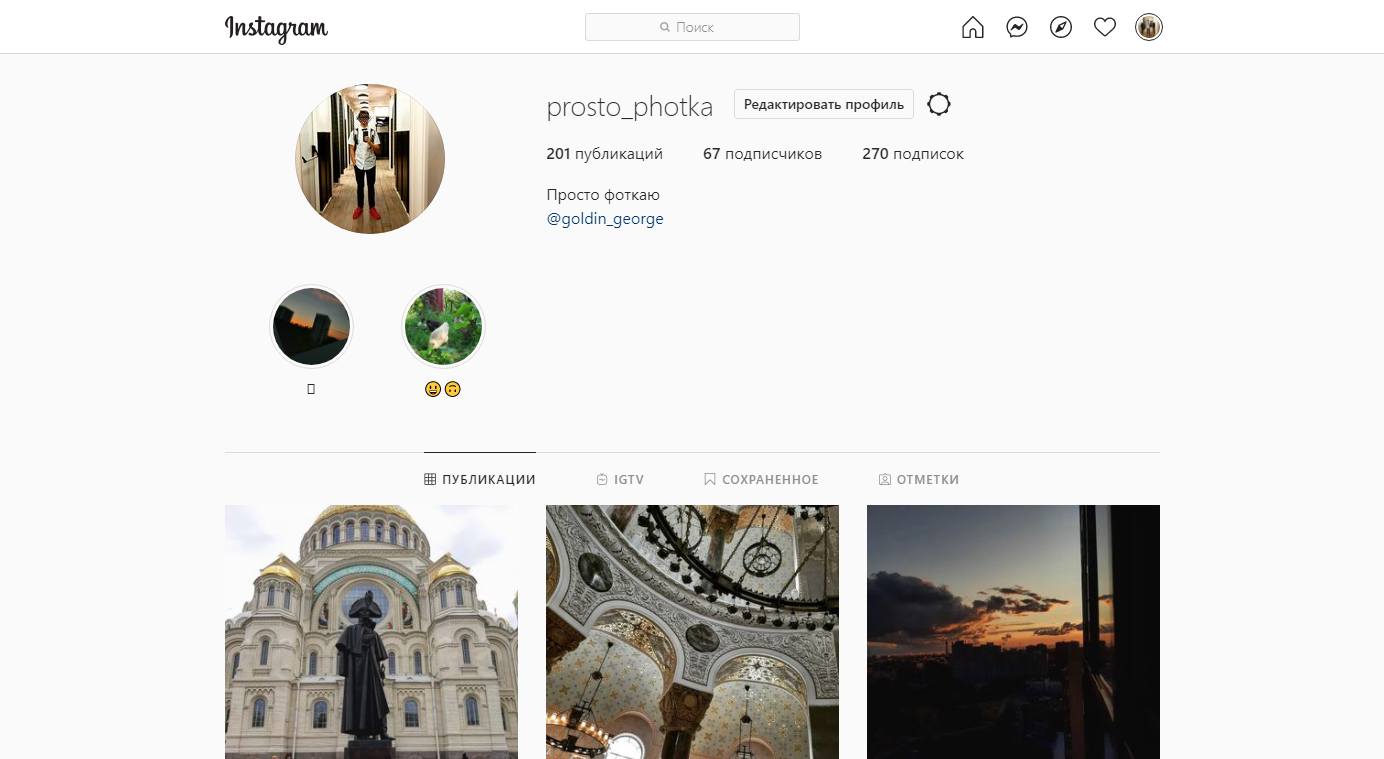 Instagram
Поиск
prosto_photka
Редактировать профиль
201 публикаций 67 подписчиков 270 подписок
Просто фоткаю
@goldin_george
😀🙃
ПУБЛИКАЦИИ IGTV СОХРАНЕННОЕ ОТМЕТКИ